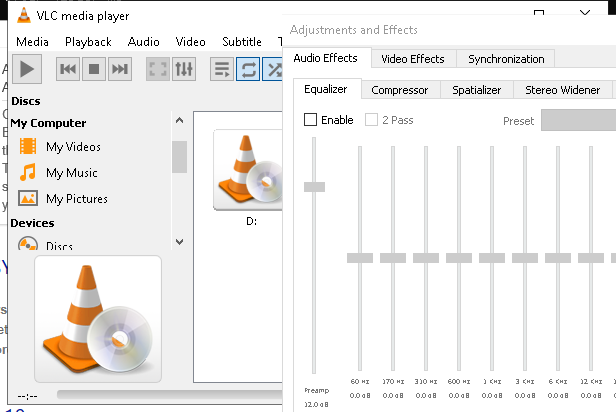 VLC media player
Media Playback Audio Video Subtitle T
Discs
My Computer
My Videos
My Music
My Pictures
Devices
Discs
D:
--:--
Adjustments and Effects
Audio Effects Video Effects Synchronization
Equalizer Compressor Spatializer Stereo Widener
Enable 2 Pass Preset
60 Hz 170 Hz 310 Hz 600 Hz 1 KHz 3 KHz 6 KHz 12 KHz
Preamp 0.0 dB 0.0 dB 0.0 dB 0.0 dB 0.0 dB 0.0 dB 0.0 dB 0.0 dB
12.0 dB